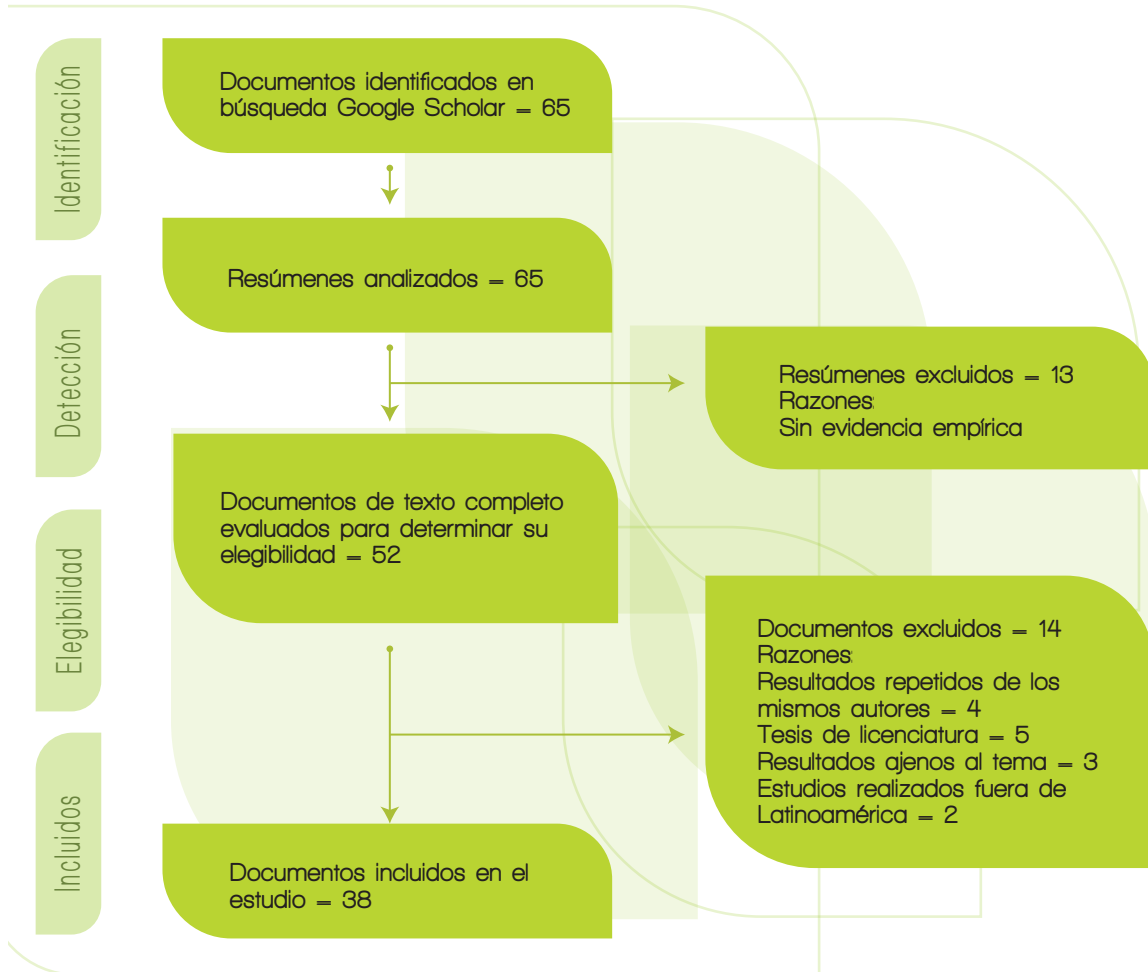 Identificación
Documentos identificados en
búsqueda Google Scholar = 65
Resúmenes analizados = 65
Detección
Resúmenes excluidos = 13
Razones:
Sin evidencia empírica
Elegibilidad
Documentos de texto completo
evaluados para determinar su
elegibilidad = 52
Documentos excluidos = 14
Razones:
Resultados repetidos de los
mismos autores = 4
Tesis de licenciatura = 5
Resultados ajenos al tema = 3
Estudios realizados fuera de
Latinoamérica = 2
Incluidos
Documentos incluidos en el
estudio = 38